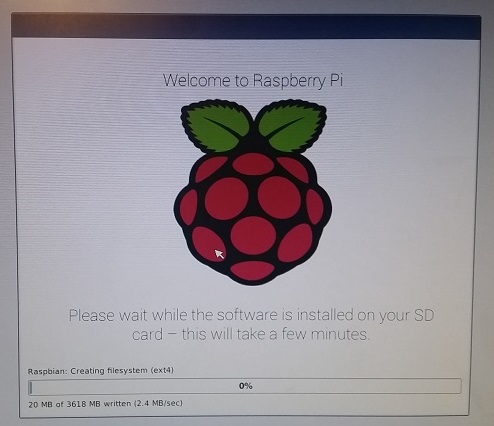 Welcome to Raspberry Pi
Please wait while the software is installed on your SD
card – this will take a few minutes.
Raspbian: Creating filesystem (ext4)
0%
20 MB of 3618 MB written (2.4 MB/sec)